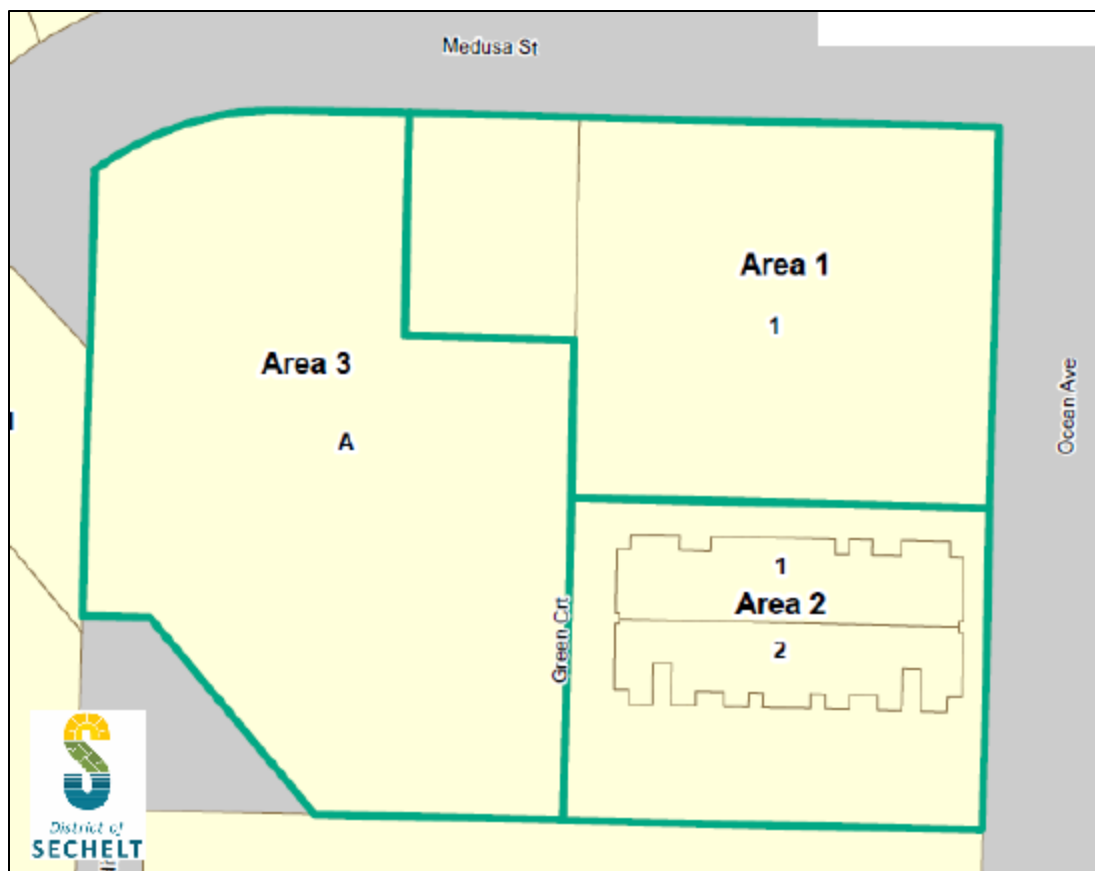 Medusa St
Area 1
1
Ocean Ave
Area 3
A
1
Area 2
2
Green Crt
District of
SECHELT